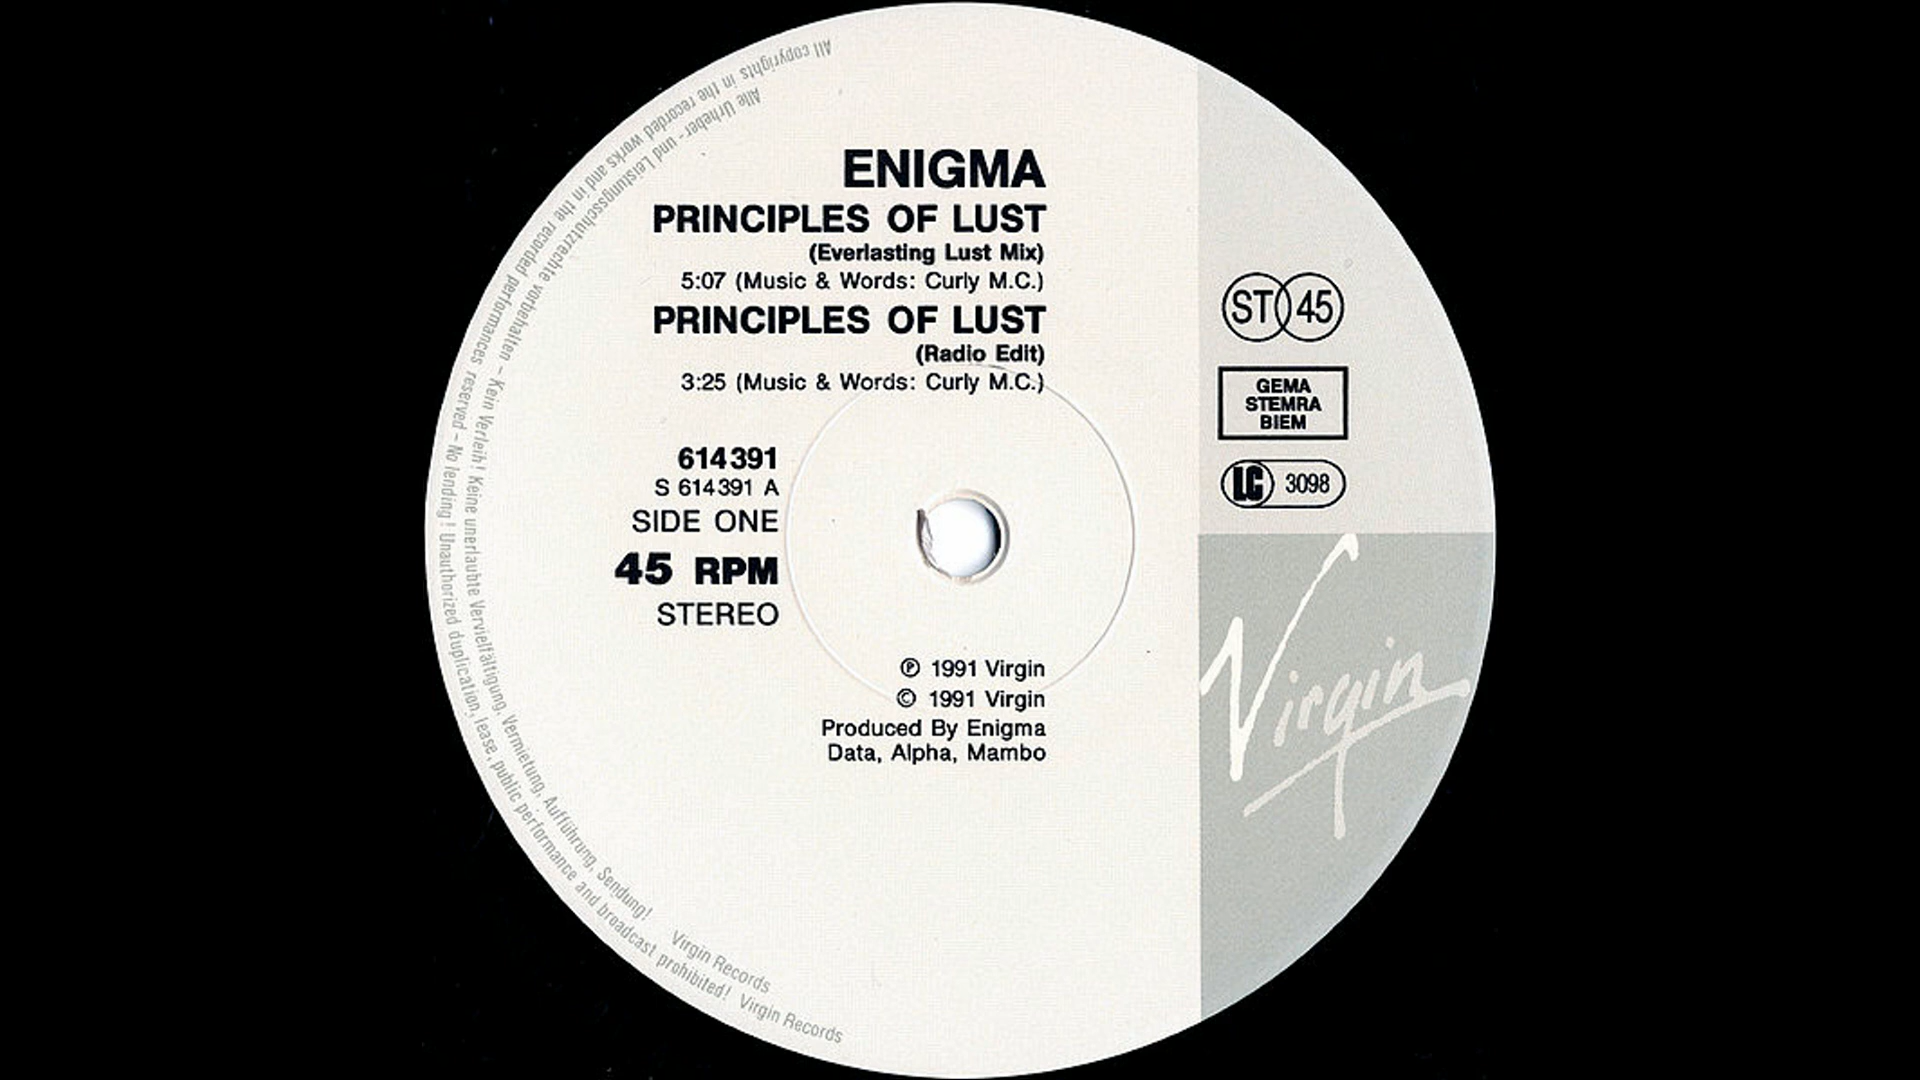 ENIGMA
PRINCIPLES OF LUST
(Everlasting Lust Mix)
5:07 (Music & Words: Curly M.C.)
PRINCIPLES OF LUST
(Radio Edit)
3:25 (Music & Words: Curly M.C.)
614391
S 614391 A
SIDE ONE
45 RPM
STEREO
℗ 1991 Virgin
© 1991 Virgin
Produced By Enigma
Data, Alpha, Mambo
ST 45
GEMA
STEMRA
BIEM
LC 3098
Virgin
Alle Urheber- und Leistungsschutzrechte vorbehalten – Kein Verleih! Keine unerlaubte Vervielfältigung, Vermietung, Aufführung, Sendung! Virgin Records
All copyrights in the recorded works and in the recorded performances reserved – No lending! Unauthorized duplication, lease, public performance and broadcast prohibited! Virgin Records